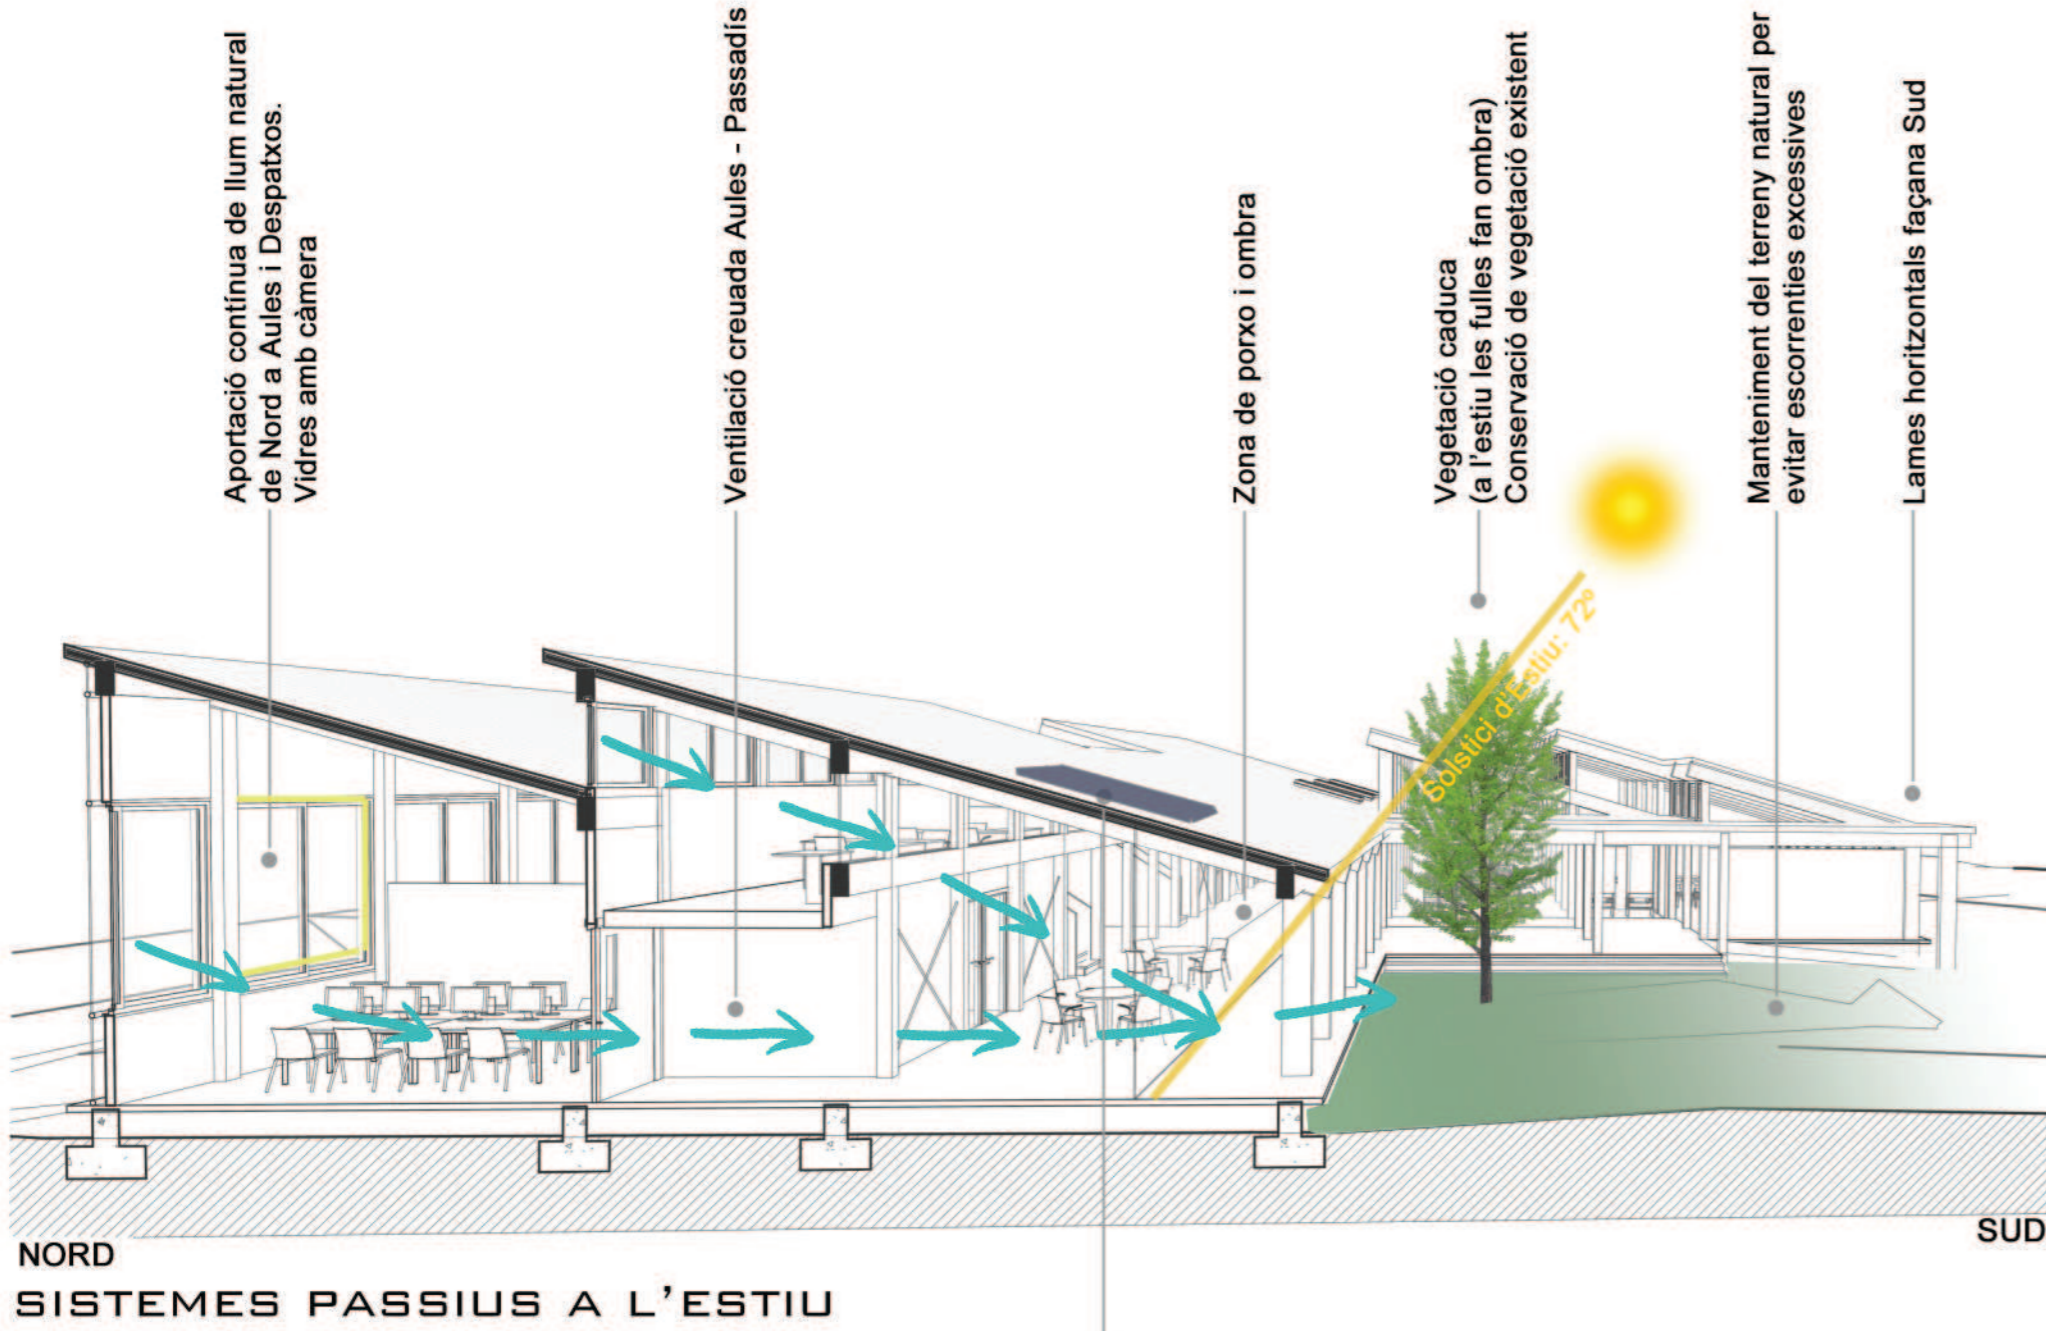 Aportació contínua de llum natural
de Nord a Aules i Despatxos.
Vidres amb càmera
Ventilació creuada Aules - Passadís
Zona de porxo i ombra
Vegetació caduca
(a l'estiu les fulles fan ombra)
Conservació de vegetació existent
Manteniment del terreny natural per
evitar escorrenties excessives
Lames horitzontals façana Sud
Solstici d'Estiu: 72º
NORD
SUD
SISTEMES PASSIUS A L'ESTIU